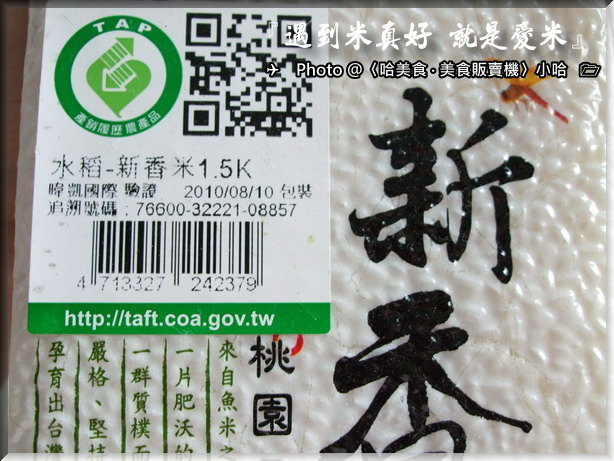 『遇到米真好 就是愛米』
Photo @〈哈美食‧美食販賣機〉小哈
TAP
產銷履歷農產品
水稻-新香米1.5K
暐凱國際 驗證 2010/08/10 包裝
追溯號碼：76600-32221-08857
4 713327 242379
http://taft.coa.gov.tw
新香
桃園
來自魚米之
一片肥沃的
一群質樸而
嚴格、堅持
孕育出台灣